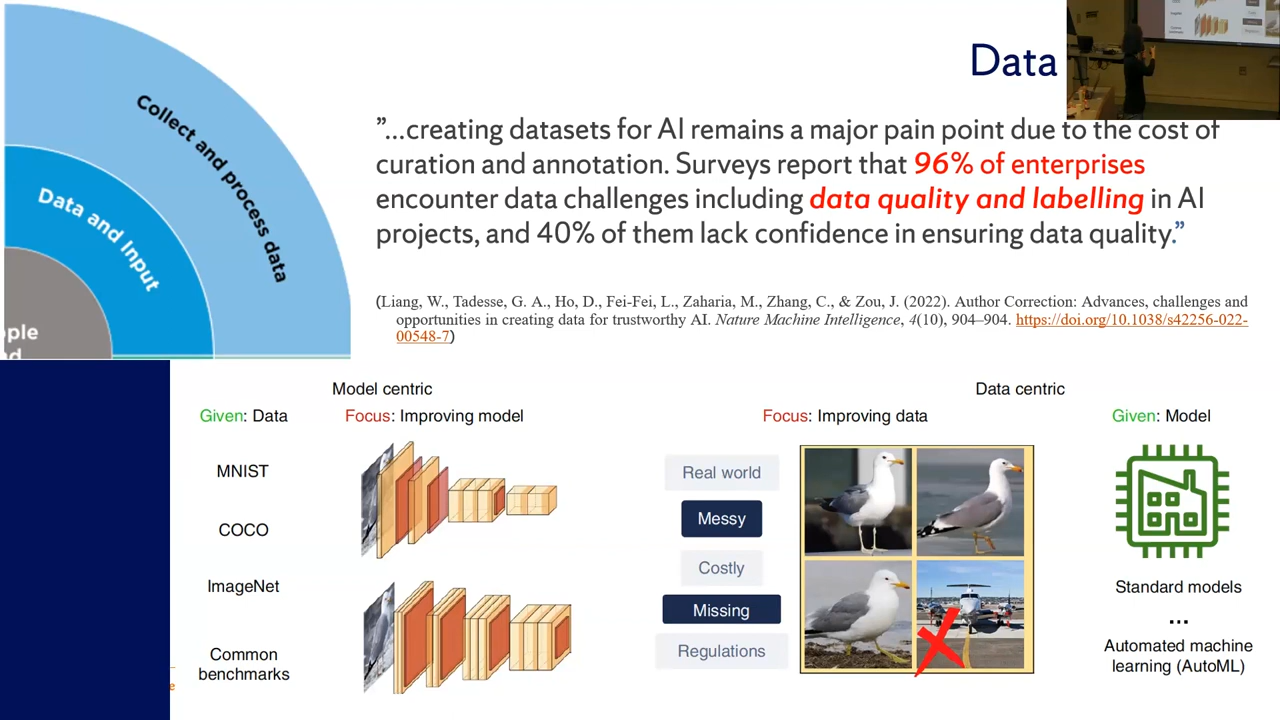 Data
Collect and process data
Data and Input
ople
nd
”...creating datasets for AI remains a major pain point due to the cost of
curation and annotation. Surveys report that 96% of enterprises
encounter data challenges including data quality and labelling in AI
projects, and 40% of them lack confidence in ensuring data quality.”
(Liang, W., Tadesse, G. A., Ho, D., Fei-Fei, L., Zaharia, M., Zhang, C., & Zou, J. (2022). Author Correction: Advances, challenges and
opportunities in creating data for trustworthy AI. Nature Machine Intelligence, 4(10), 904–904. https://doi.org/10.1038/s42256-022-
00548-7)
Model centric
Given: Data
Focus: Improving model
MNIST
COCO
ImageNet
Common
benchmarks
Data centric
Focus: Improving data
Given: Model
Real world
Messy
Costly
Missing
Regulations
Standard models
...
Automated machine
learning (AutoML)